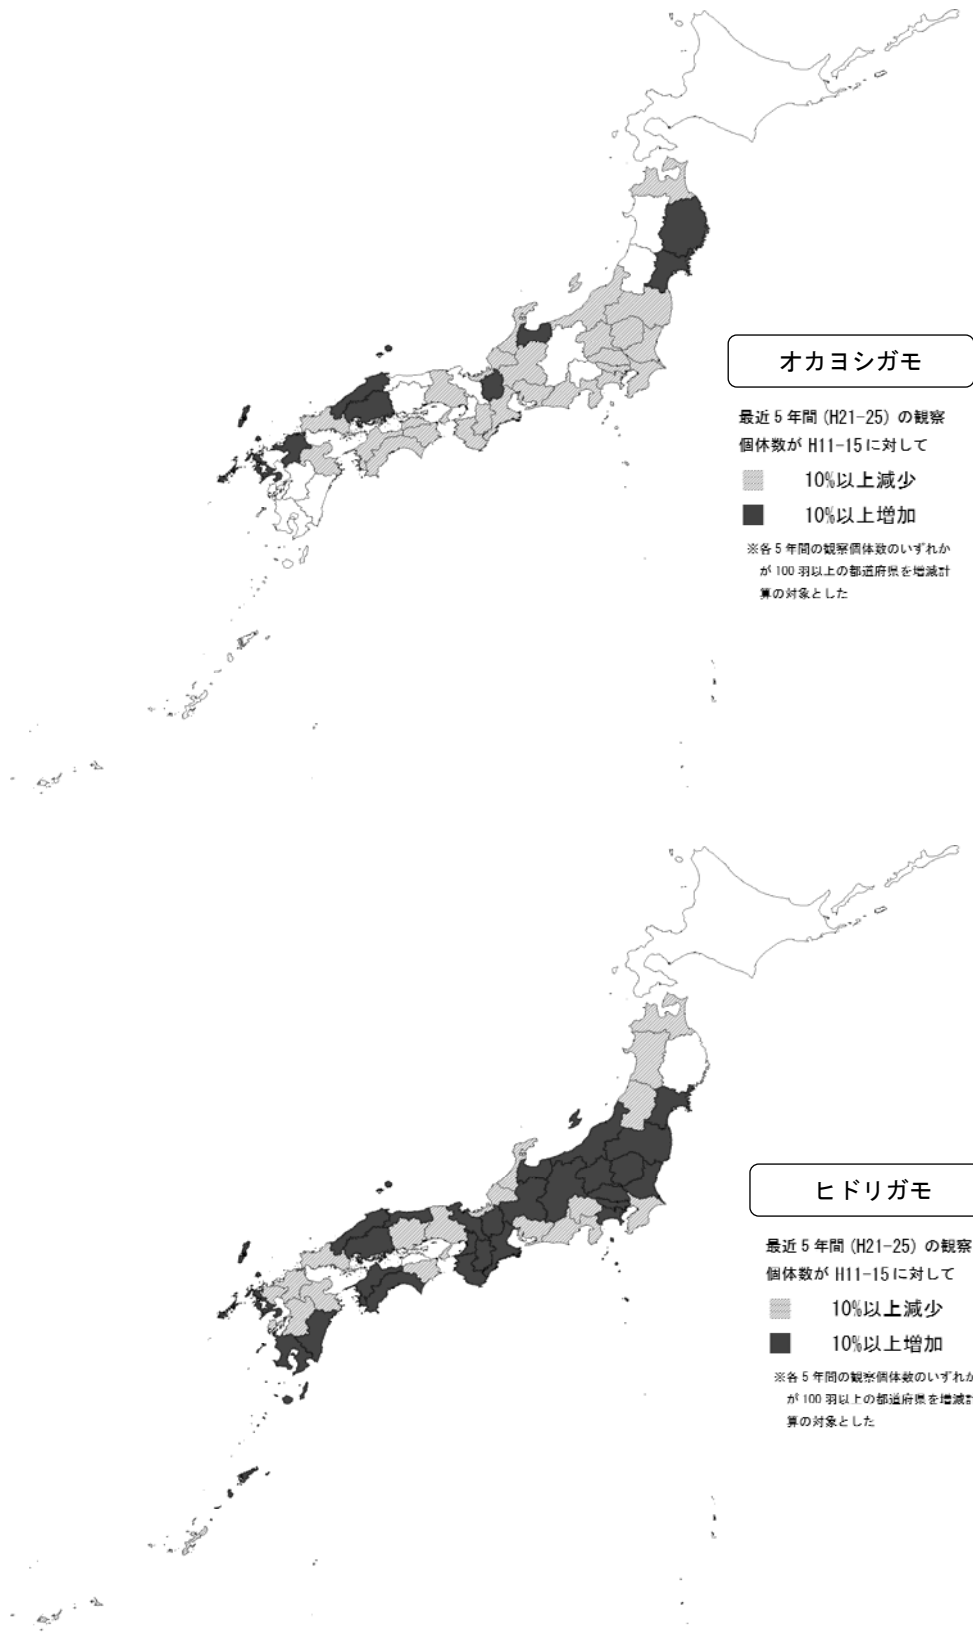 オカヨシガモ
最近5年間(H21-25)の観察
個体数がH11-15に対して
10%以上減少
10%以上増加
※各5年間の観察個体数のいずれか
が100羽以上の都道府県を増減計
算の対象とした
ヒドリガモ
最近5年間(H21-25)の観察
個体数がH11-15に対して
10%以上減少
10%以上増加
※各5年間の観察個体数のいずれか
が100羽以上の都道府県を増減計
算の対象とした